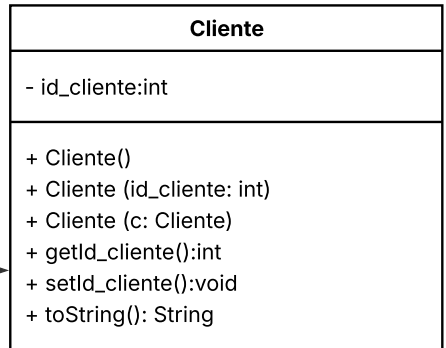 Cliente
- id_cliente:int
+ Cliente()
+ Cliente (id_cliente: int)
+ Cliente (c: Cliente)
+ getId_cliente():int
+ setId_cliente():void
+ toString(): String